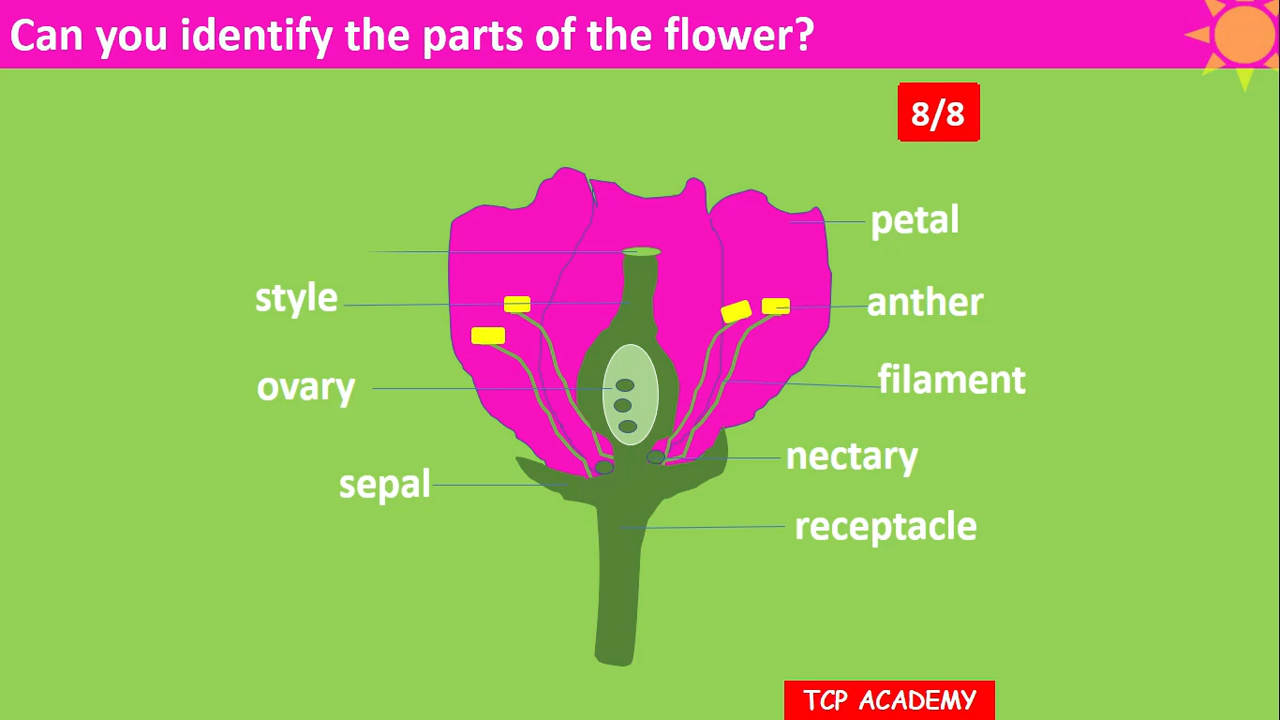 Can you identify the parts of the flower?
8/8
petal
style
anther
ovary
filament
nectary
sepal
receptacle
TCP ACADEMY